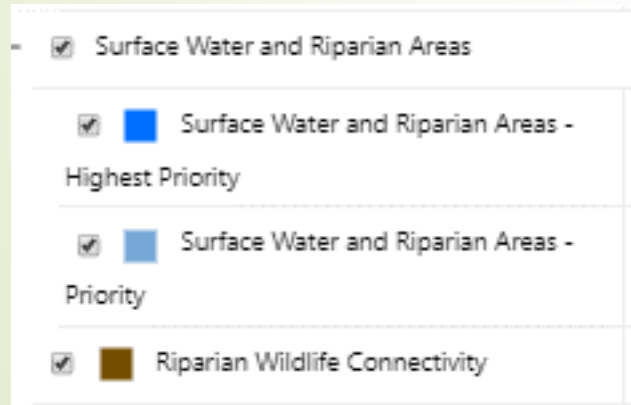 Surface Water and Riparian Areas
Surface Water and Riparian Areas -
Highest Priority
Surface Water and Riparian Areas -
Priority
Riparian Wildlife Connectivity